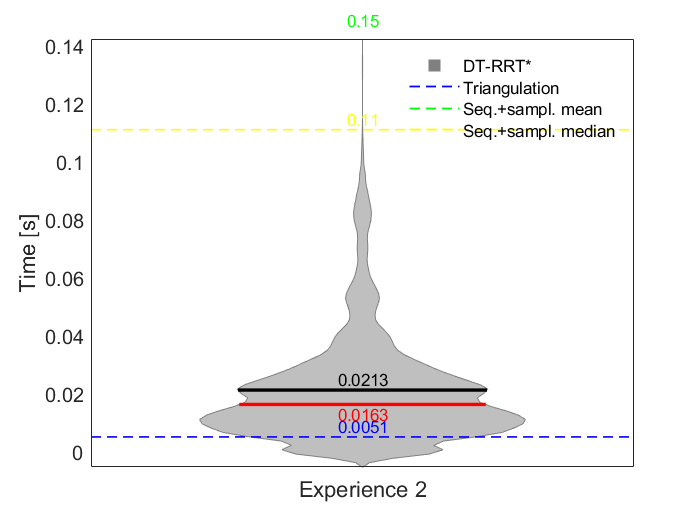 0.15
0.14
DT-RRT*
Triangulation
0.12
Seq.+sampl. mean
0.11
Seq.+sampl. median
0.1
0.08
Time [s]
0.06
0.04
0.0213
0.02
0.0163
0.0051
0
Experience 2